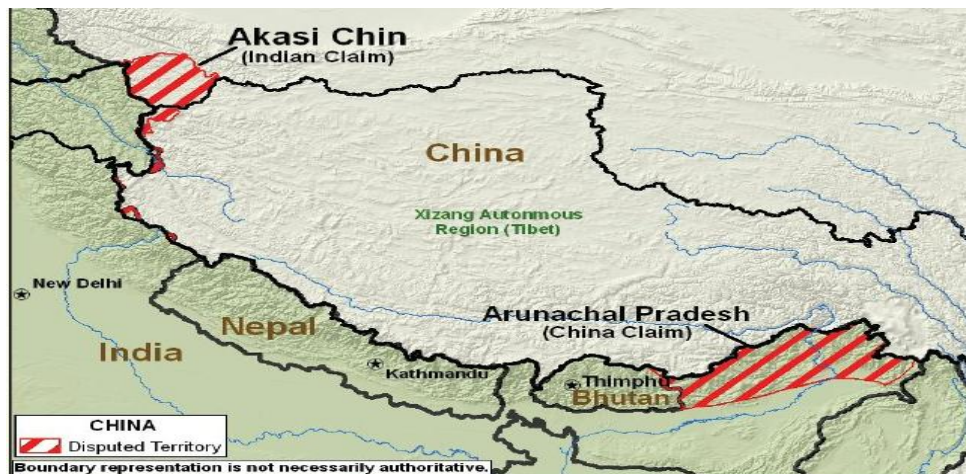 Akasi Chin
(Indian Claim)
China
Xizang Autonmous
Region (Tibet)
New Delhi
Arunachal Pradesh
(China Claim)
Nepal
India
Kathmandu
Thimphu
Bhutan
CHINA
Disputed Territory
Boundary representation is not necessarily authoritative.